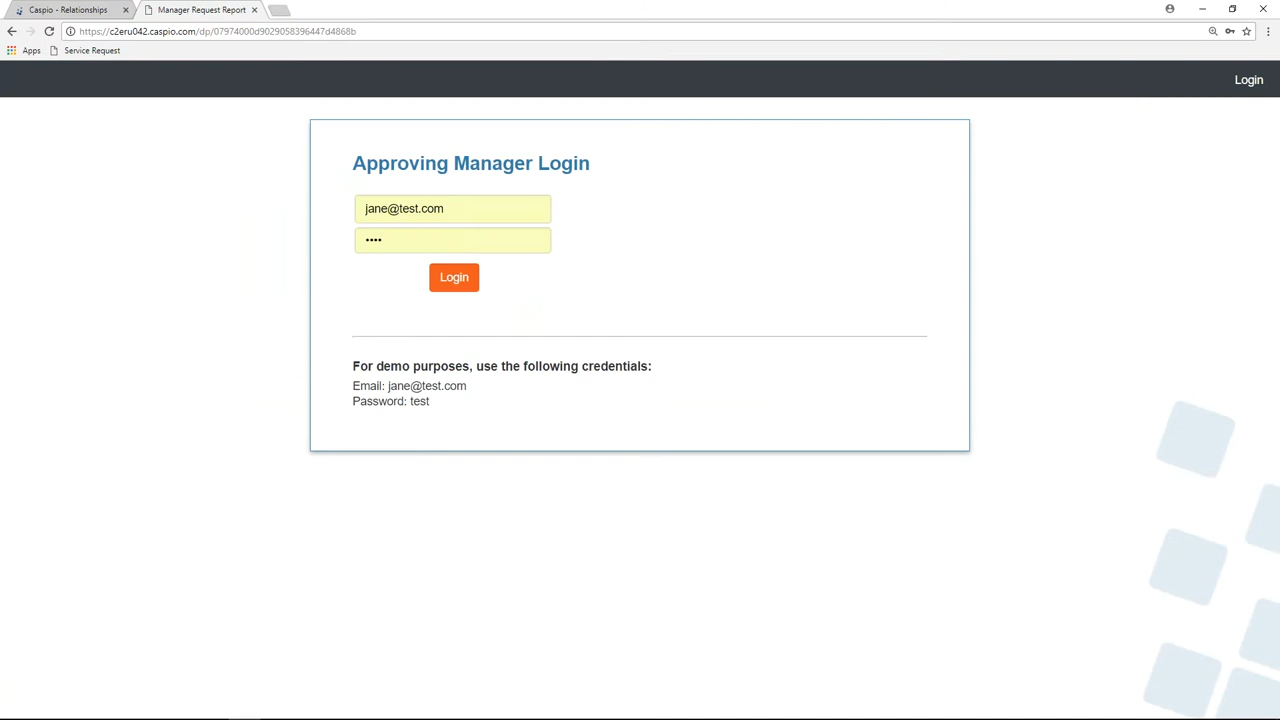 Caspio - Relationships
Manager Request Report
https://c2eru042.caspio.com/dp/07974000d9029058396447d4868b
Apps
Service Request
Login
Approving Manager Login
jane@test.com
••••
Login
For demo purposes, use the following credentials:
Email: jane@test.com
Password: test